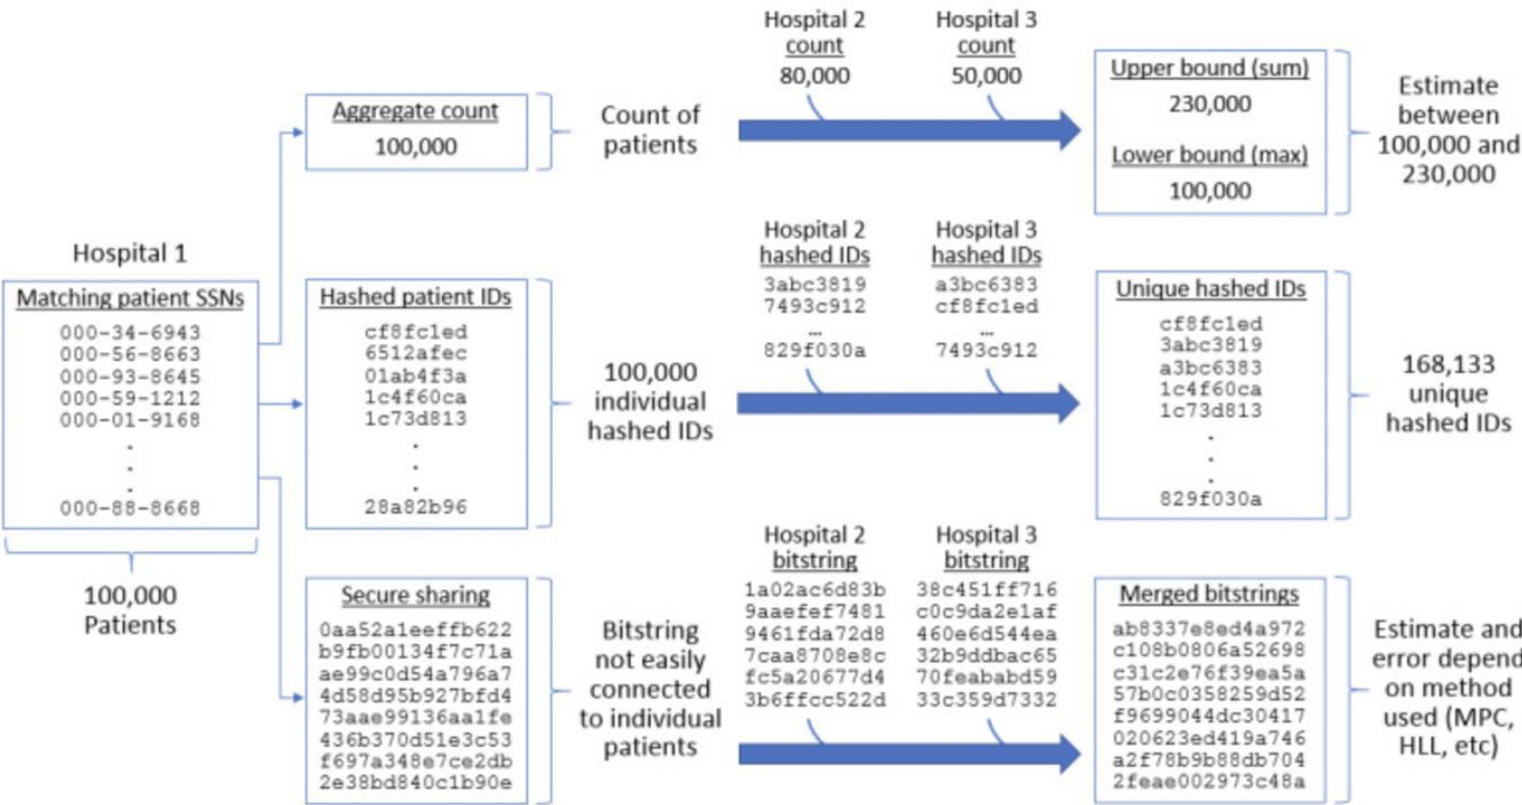 Hospital 1
Matching patient SSNs
000-34-6943
000-56-8663
000-93-8645
000-59-1212
000-01-9168
.
.
.
000-88-8668
100,000
Patients
Aggregate count
100,000
Count of
patients
Hospital 2
count
80,000
Hospital 3
count
50,000
Upper bound (sum)
230,000
Lower bound (max)
100,000
Estimate
between
100,000 and
230,000
Hashed patient IDs
cf8fc1ed
6512afec
01ab4f3a
1c4f60ca
1c73d813
.
.
.
28a82b96
100,000
individual
hashed IDs
Hospital 2
hashed IDs
3abc3819
7493c912
…
829f030a
Hospital 3
hashed IDs
a3bc6383
cf8fc1ed
…
7493c912
Unique hashed IDs
cf8fc1ed
3abc3819
a3bc6383
1c4f60ca
1c73d813
.
.
.
829f030a
168,133
unique
hashed IDs
Secure sharing
0aa52a1eeffb622
b9fb00134f7c71a
ae99c0d54a796a7
4d58d95b927bfd4
73aae99136aa1fe
436b370d51e3c53
f697a348e7ce2db
2e38bd840c1b90e
Bitstring
not easily
connected
to individual
patients
Hospital 2
bitstring
1a02ac6d83b
9aaefef7481
9461fda72d8
7caa8708e8c
fc5a20677d4
3b6ffcc522d
Hospital 3
bitstring
38c451ff716
c0c9da2e1af
460e6d544ea
32b9ddbac65
70feababd59
33c359d7332
Merged bitstrings
ab8337e8ed4a972
c108b0806a52698
c31c2e76f39ea5a
57b0c0358259d52
f9699044dc30417
020623ed419a746
a2f78b9b88db704
2feae002973c48a
Estimate and
error depend
on method
used (MPC,
HLL, etc)